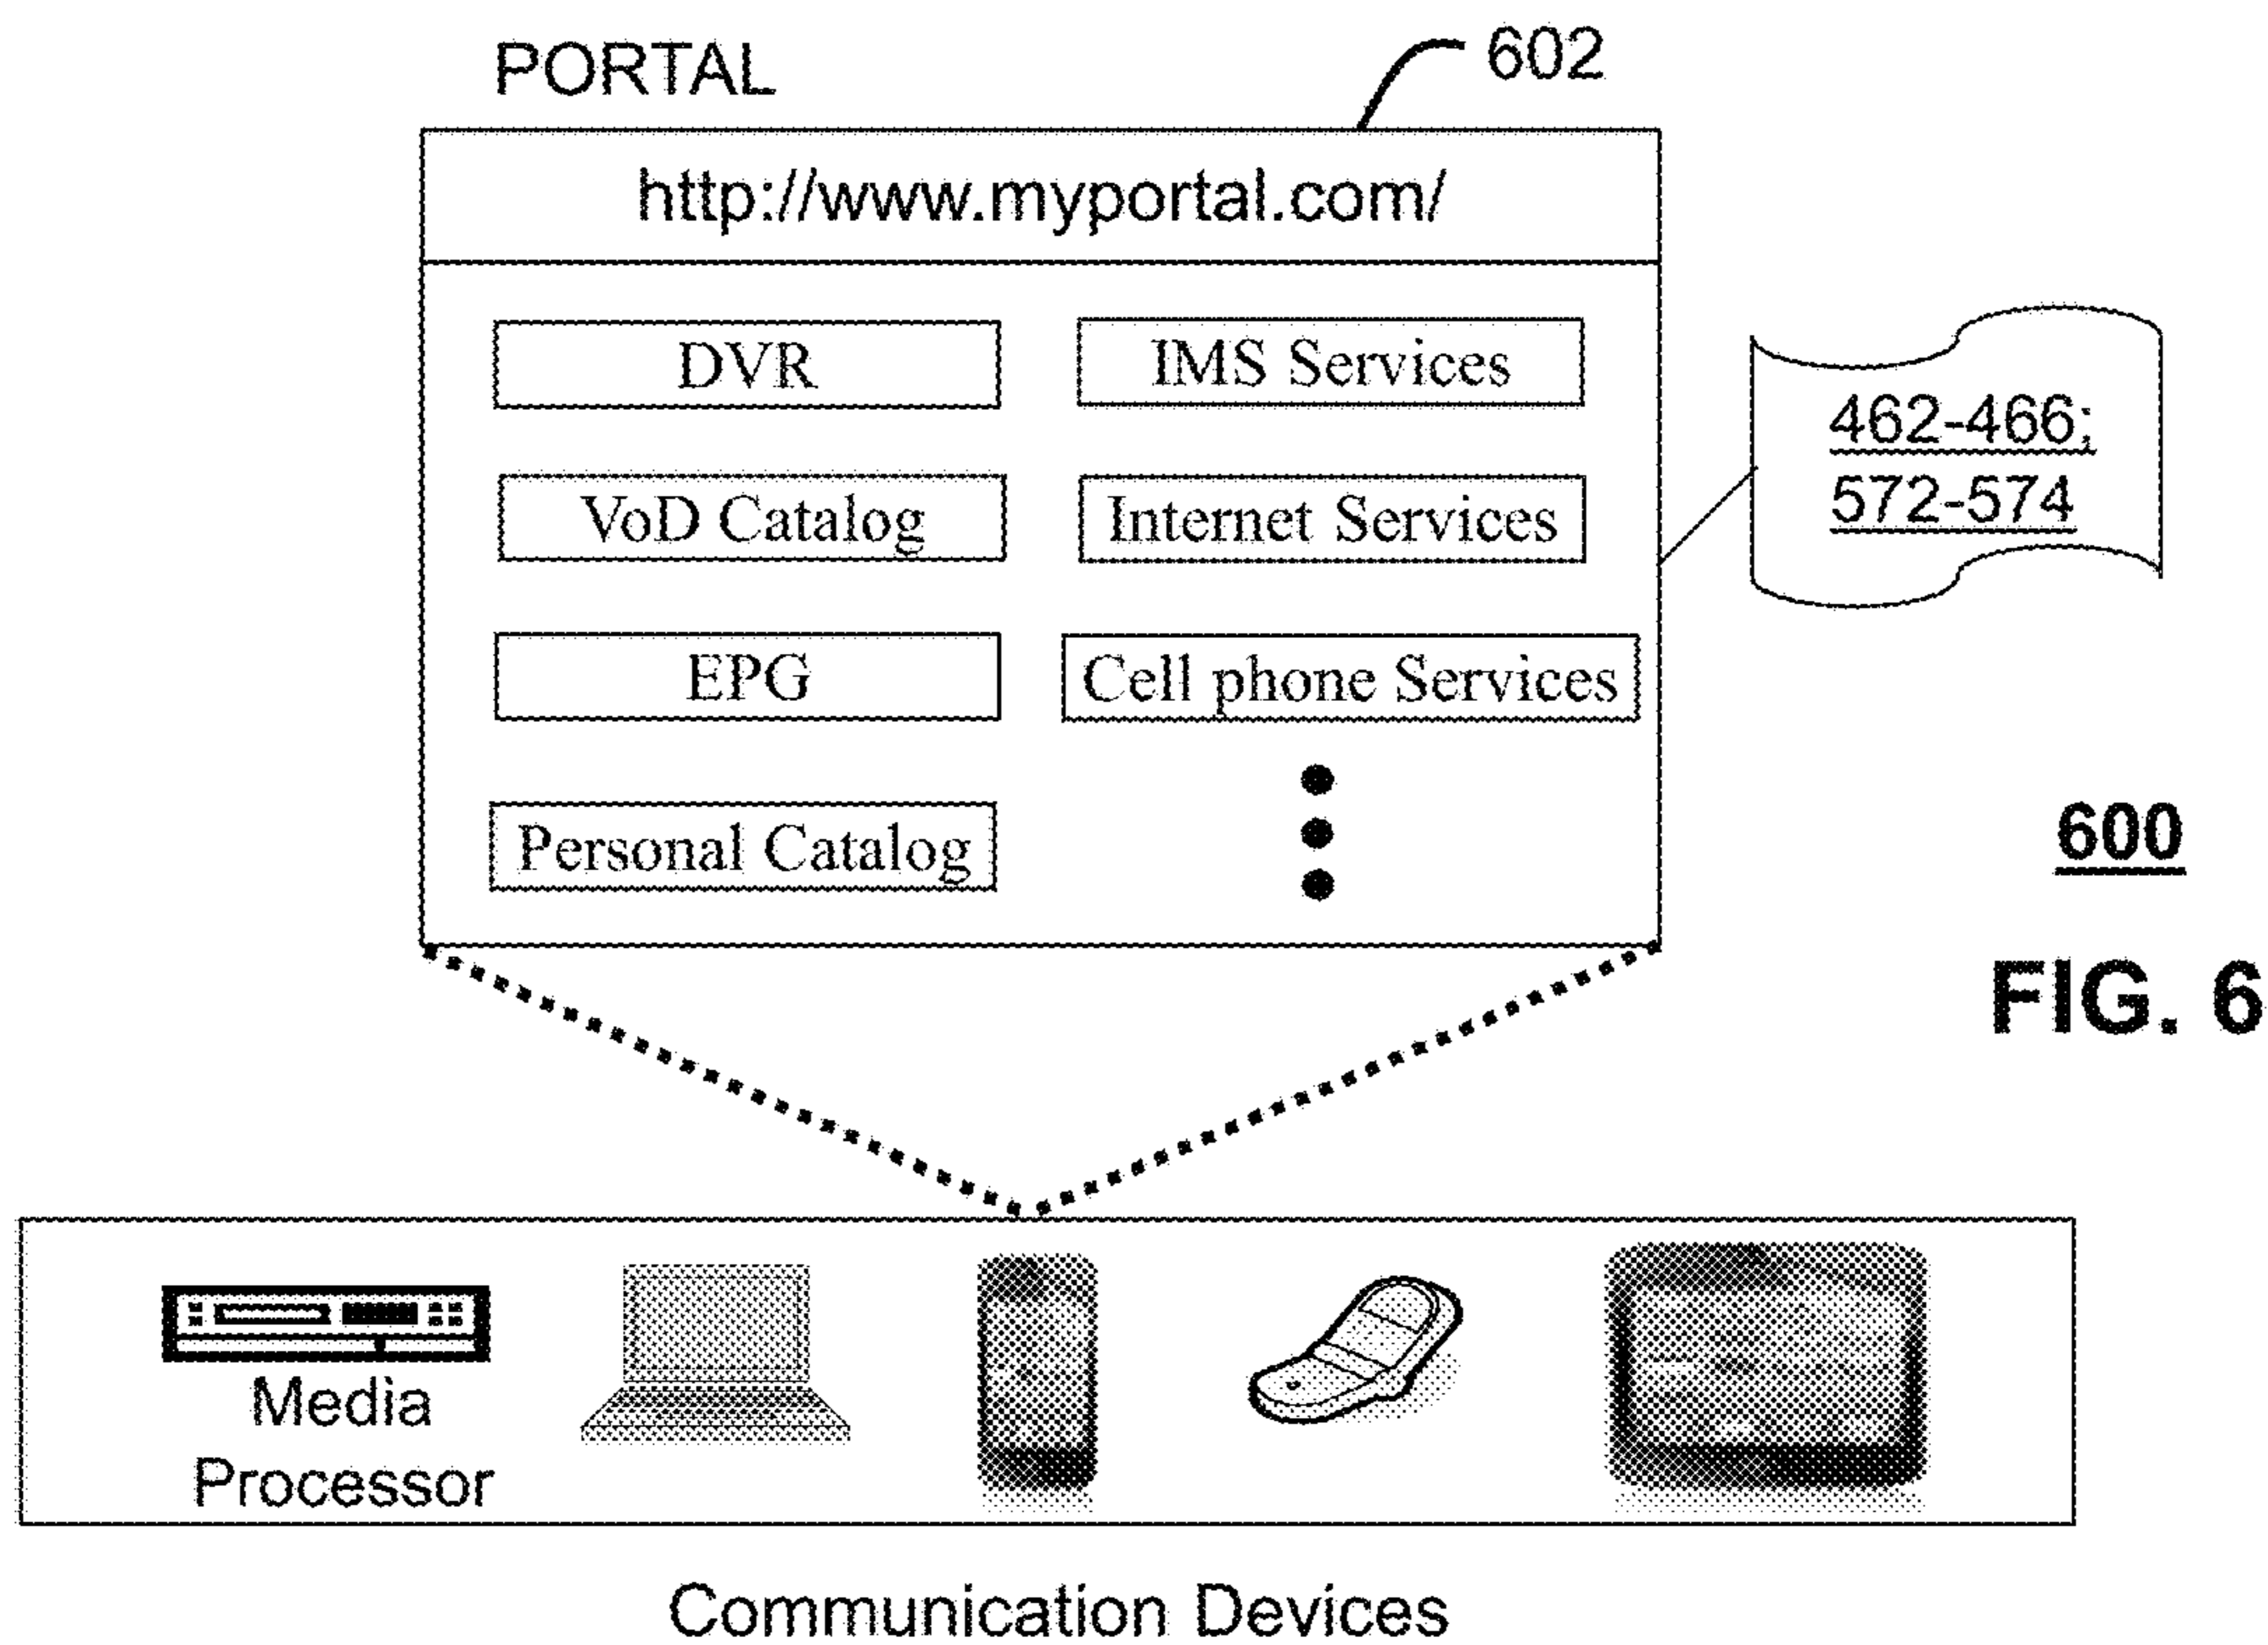 PORTAL
602
http://www.myportal.com/
DVR
IMS Services
VoD Catalog
Internet Services
EPG
Cell phone Services
Personal Catalog
462-466;
572-574
600
FIG. 6
Media
Processor
Communication Devices